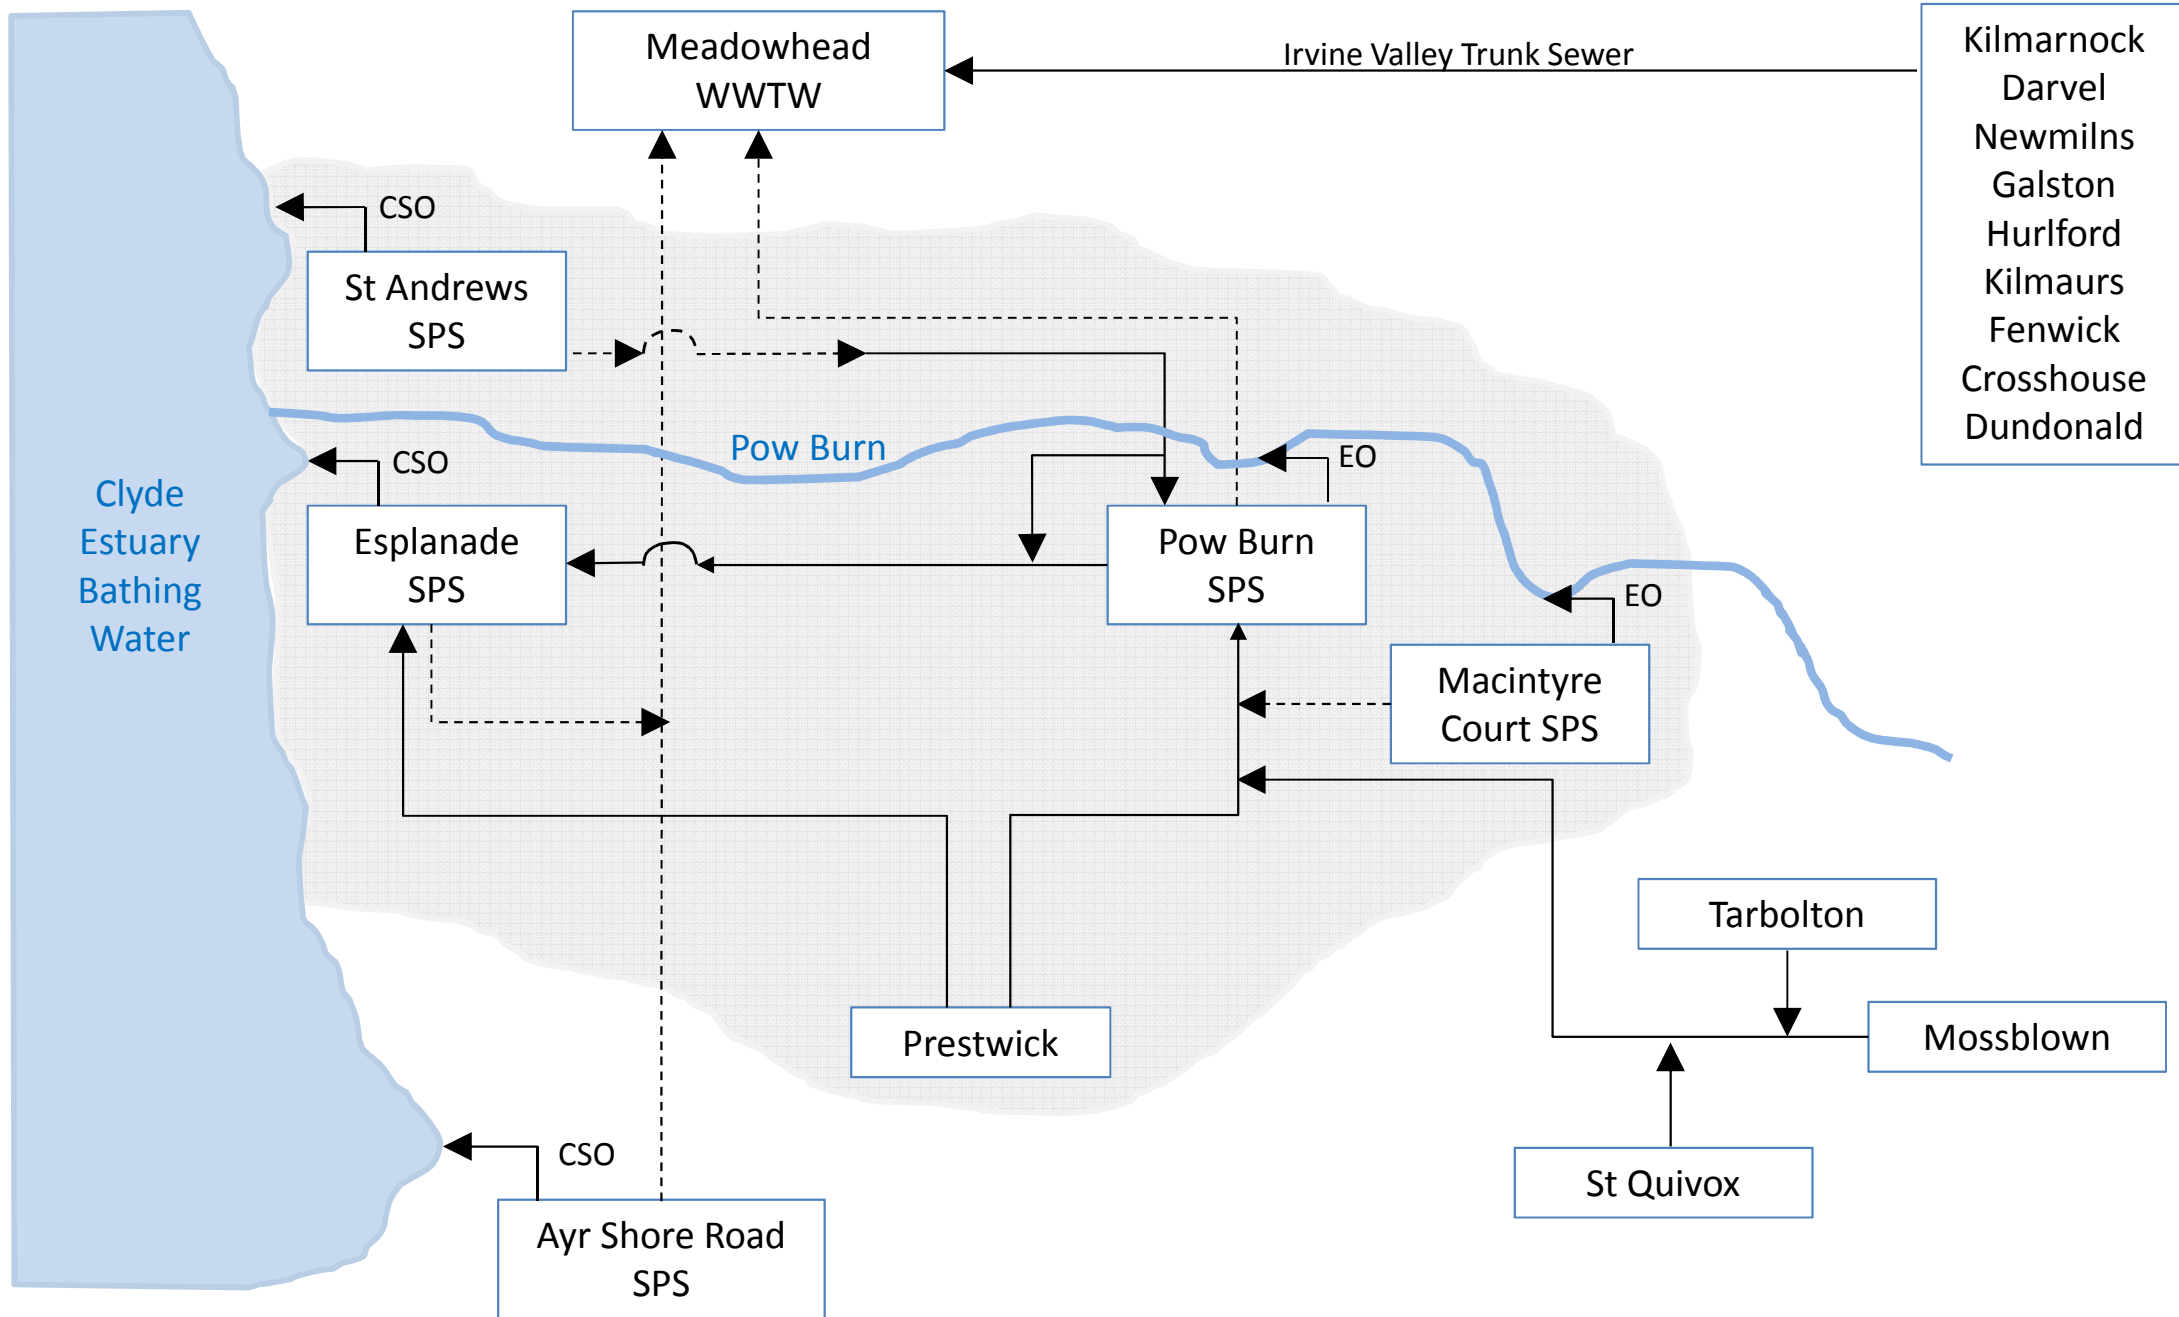 Meadowhead
WWTW
Irvine Valley Trunk Sewer
Kilmarnock
Darvel
Newmilns
Galston
Hurlford
Kilmaurs
Fenwick
Crosshouse
Dundonald
CSO
St Andrews
SPS
Pow Burn
CSO
EO
Clyde
Estuary
Bathing
Water
Esplanade
SPS
Pow Burn
SPS
EO
Macintyre
Court SPS
Tarbolton
Prestwick
Mossblown
CSO
St Quivox
Ayr Shore Road
SPS